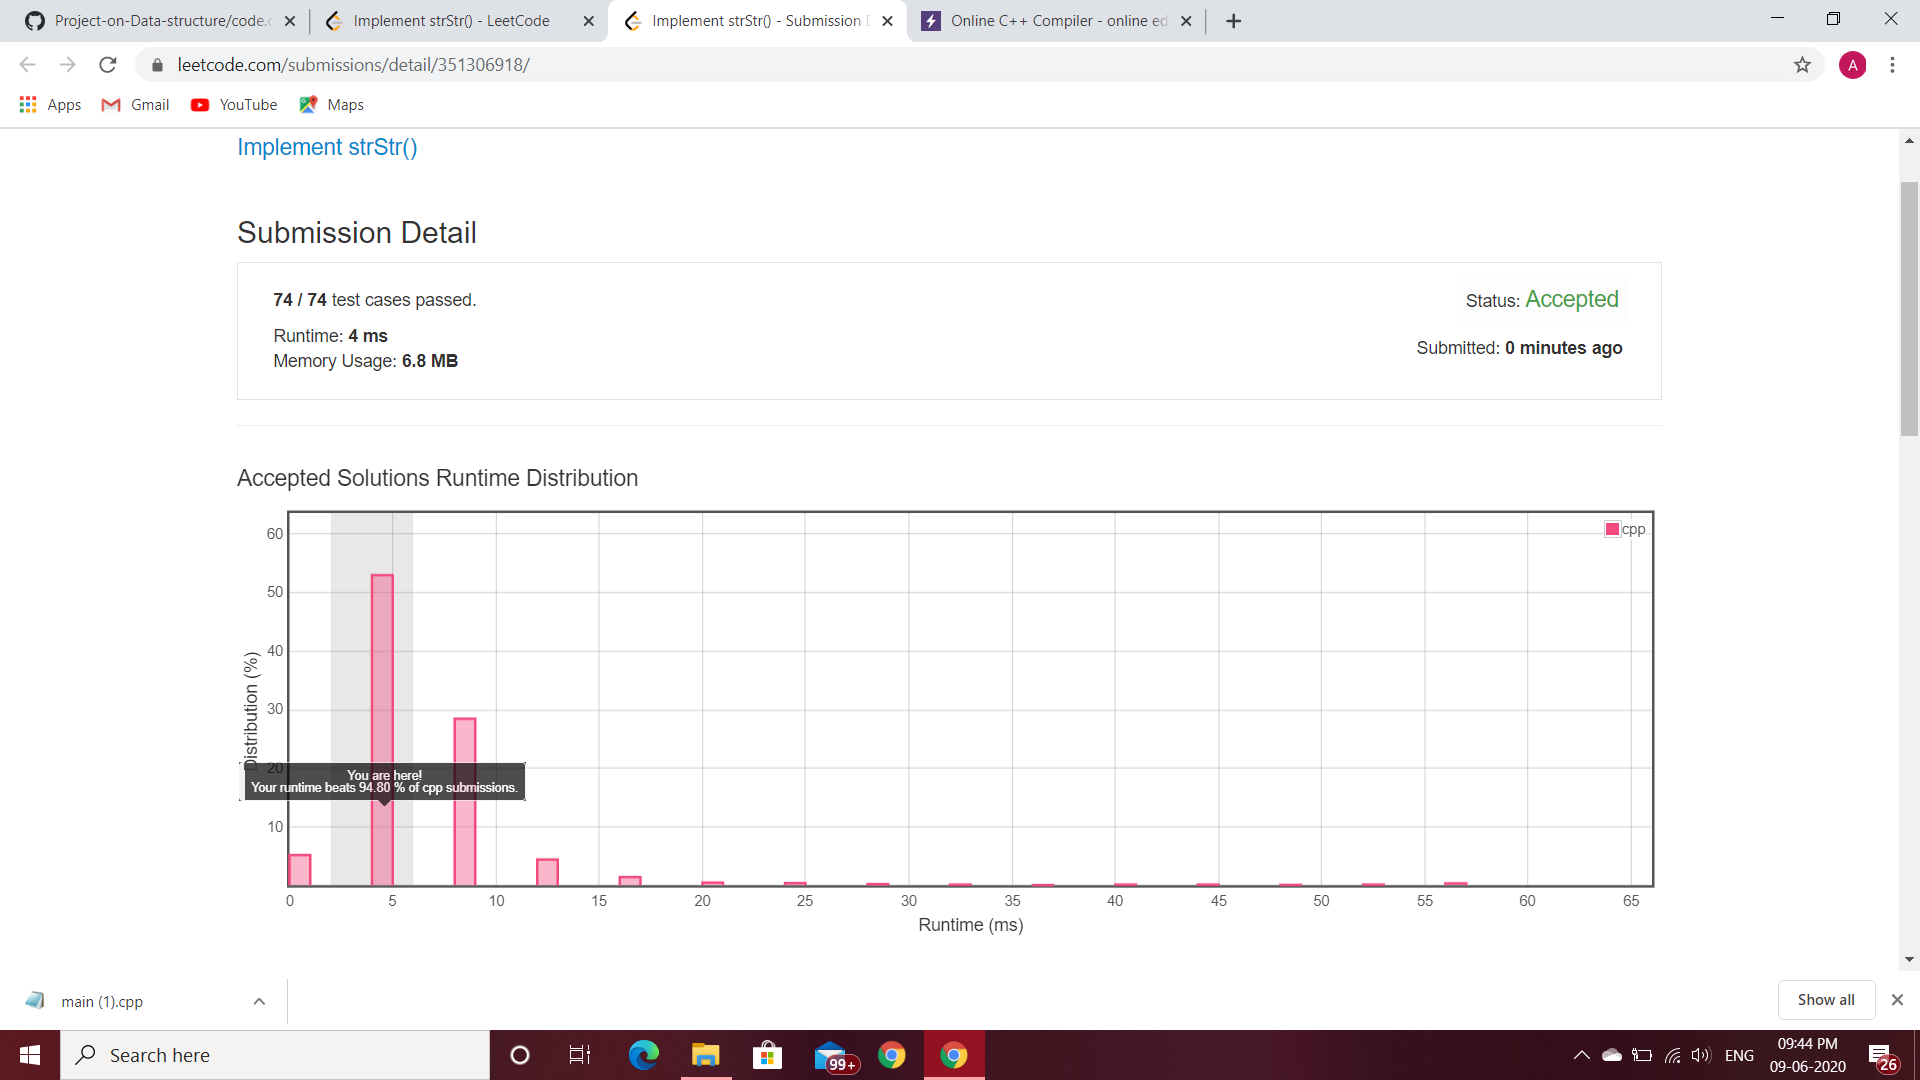 Project-on-Data-structure/code.c
Implement strStr() - LeetCode
Implement strStr() - Submission D
Online C++ Compiler - online edi
leetcode.com/submissions/detail/351306918/
A
Apps
Gmail
YouTube
Maps
Implement strStr()
Submission Detail
74 / 74 test cases passed.
Status: Accepted
Runtime: 4 ms
Submitted: 0 minutes ago
Memory Usage: 6.8 MB
Accepted Solutions Runtime Distribution
cpp
60
50
40
30
20
10
Distribution (%)
You are here!
Your runtime beats 94.80 % of cpp submissions.
0 5 10 15 20 25 30 35 40 45 50 55 60 65
Runtime (ms)
main (1).cpp
Show all
Search here
99+
ENG
09:44 PM
09-06-2020
26